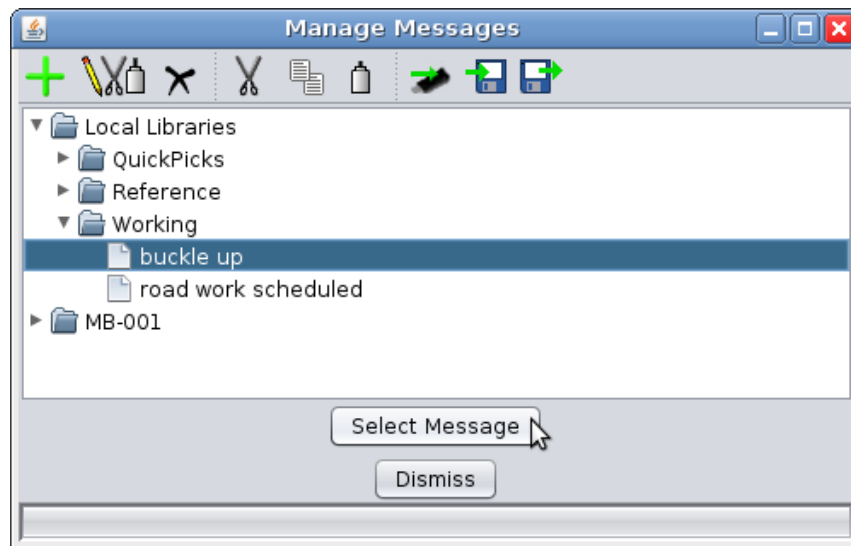 Manage Messages
Local Libraries
QuickPicks
Reference
Working
buckle up
road work scheduled
MB-001
Select Message
Dismiss